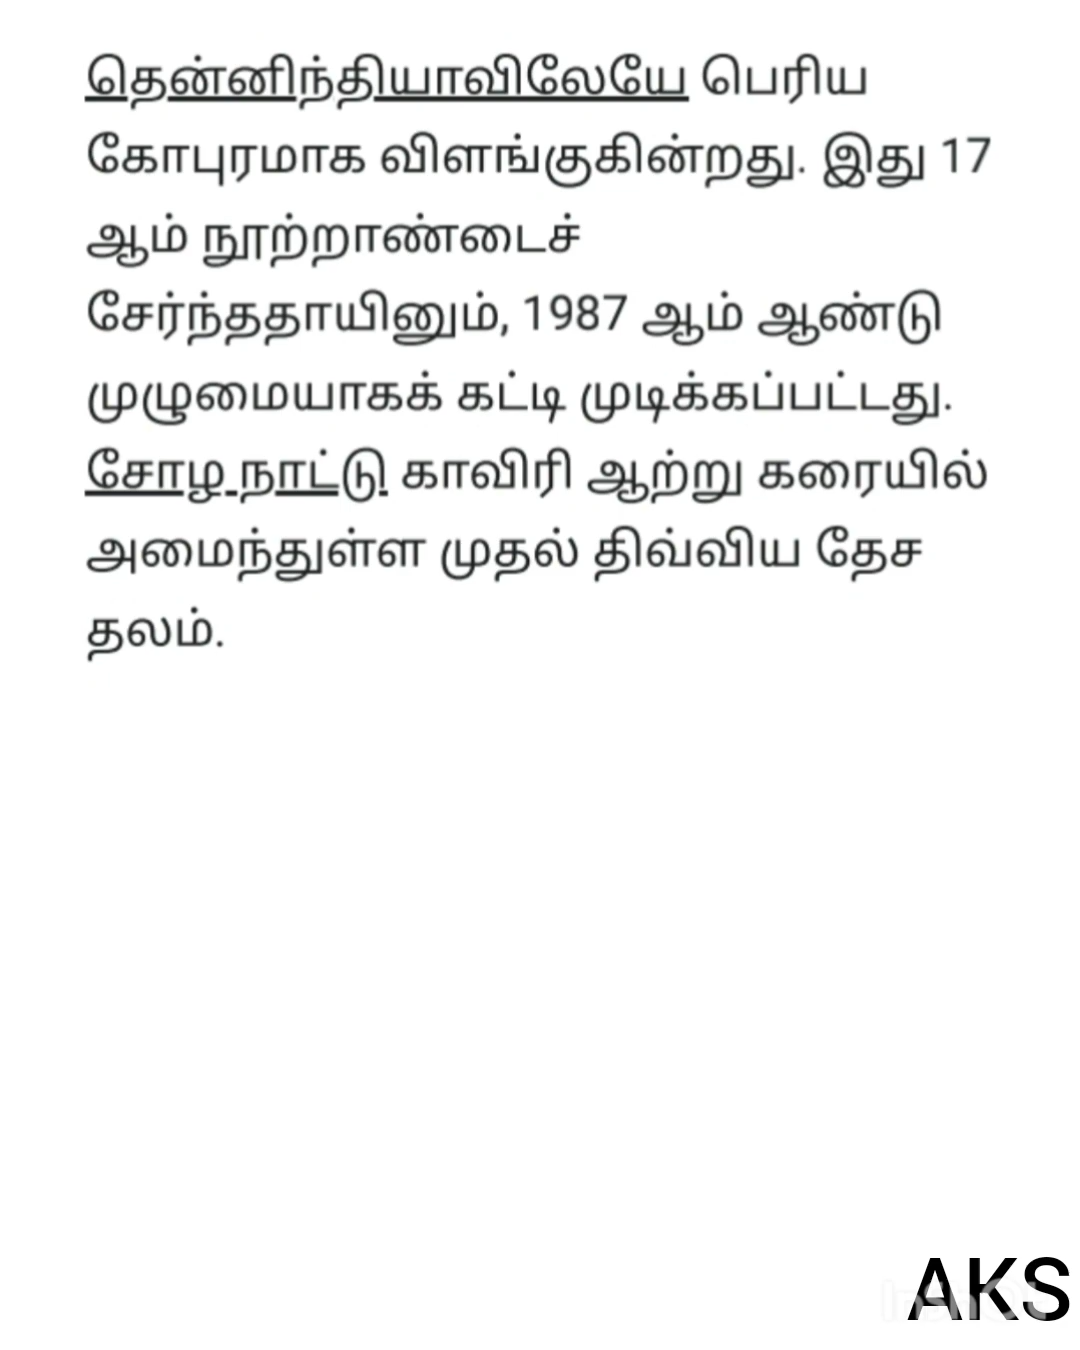 தென்னிந்தியாவிலேயே பெரிய
கோபுரமாக விளங்குகின்றது. இது 17
ஆம் நூற்றாண்டைச்
சேர்ந்ததாயினும், 1987 ஆம் ஆண்டு
முழுமையாகக் கட்டி முடிக்கப்பட்டது.
சோழ நாட்டு காவிரி ஆற்று கரையில்
அமைந்துள்ள முதல் திவ்விய தேச
தலம்.
AKS